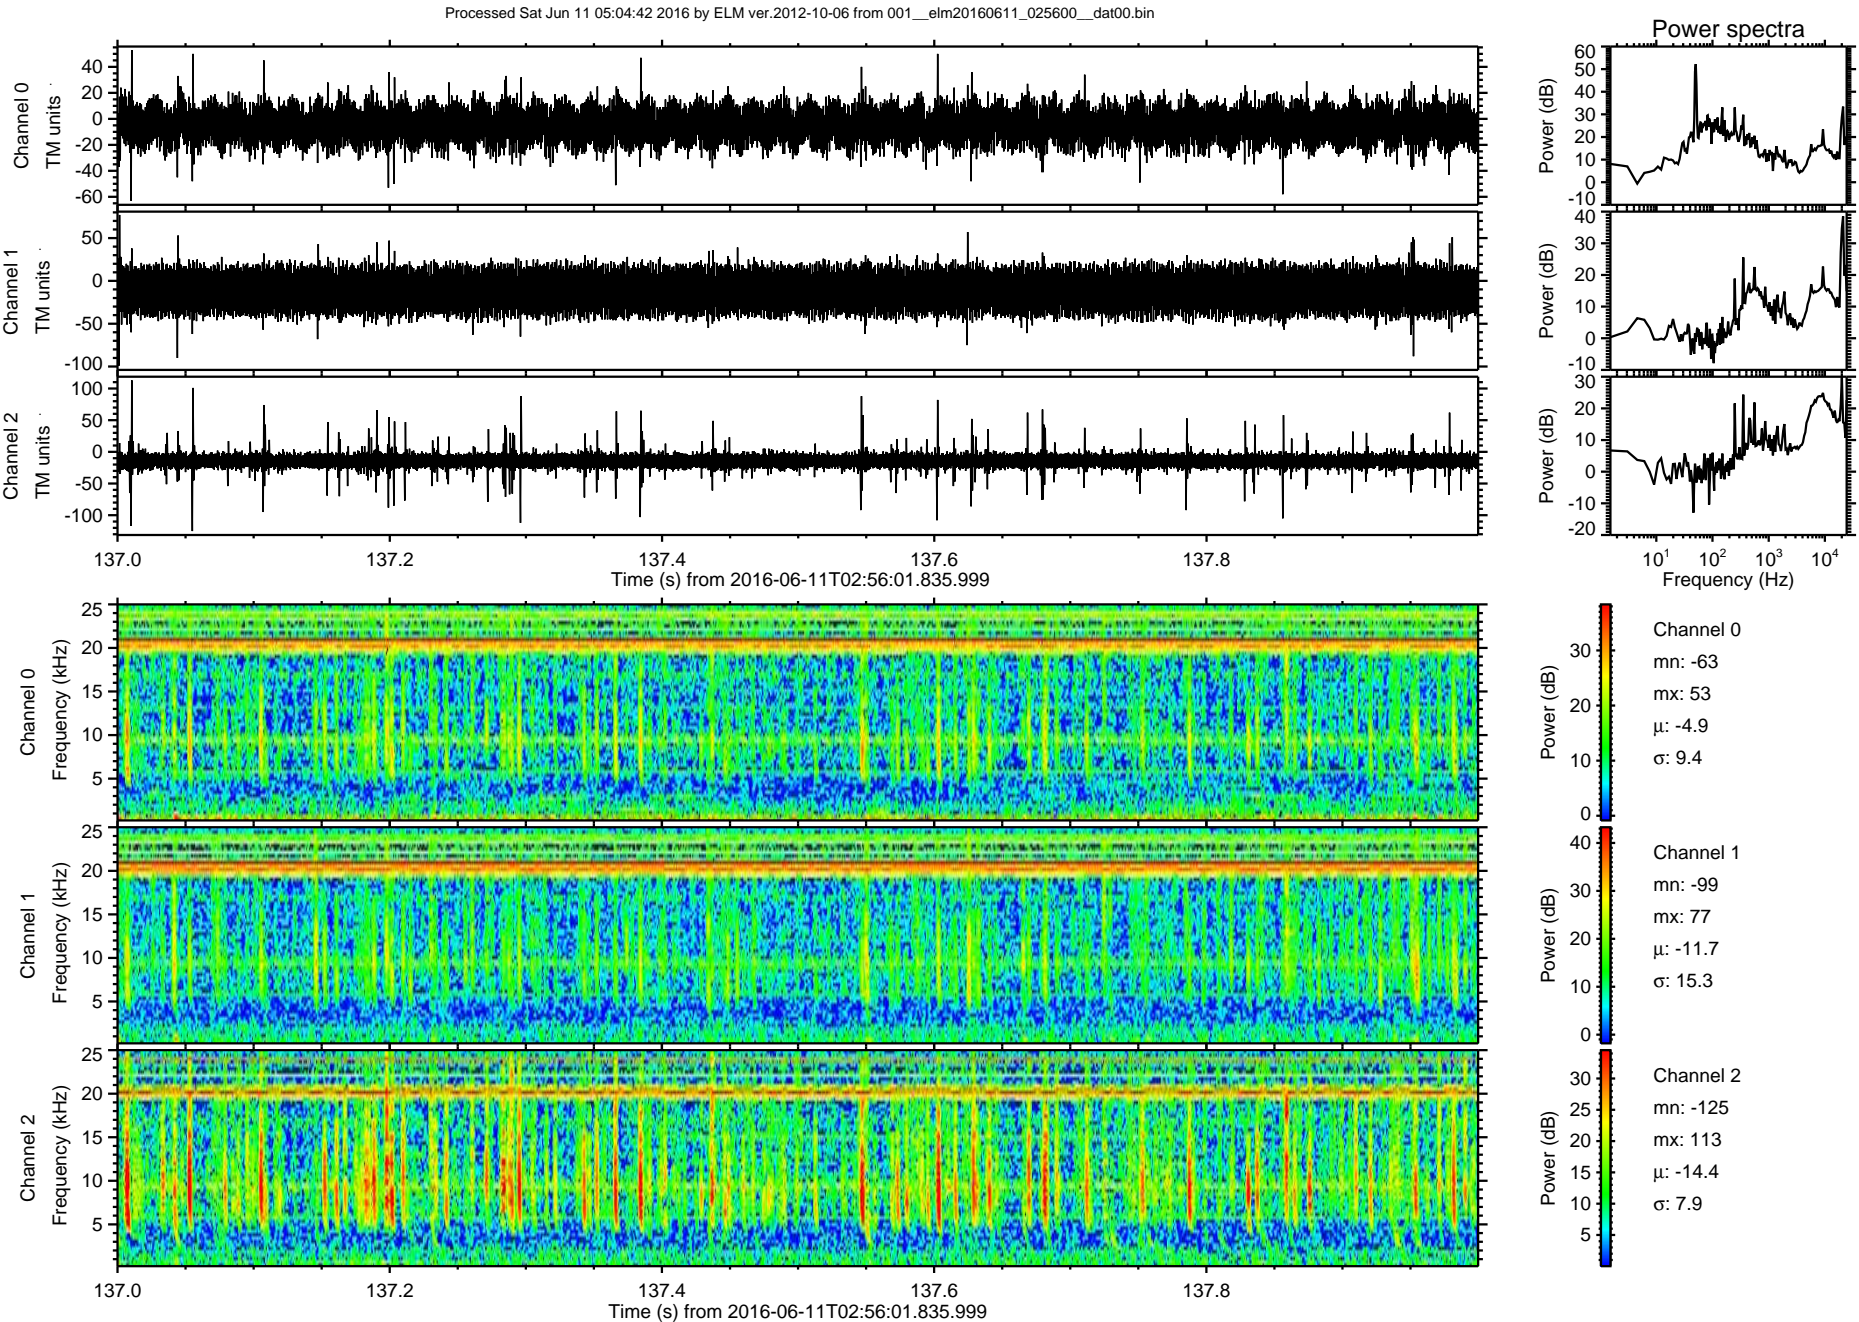 Processed Sat Jun 11 05:04:42 2016 by ELM ver.2012-10-06 from 001__elm20160611_025600__dat00.bin
Power spectra
Channel 0
TM units
40
20
0
-20
-40
-60
Power (dB)
60
50
40
30
20
10
0
-10
Channel 1
TM units
50
0
-50
-100
Power (dB)
40
30
20
10
0
-10
Channel 2
TM units
100
50
0
-50
-100
Power (dB)
30
20
10
0
-10
-20
137.0 137.2 137.4 137.6 137.8
Time (s) from 2016-06-11T02:56:01.835.999
10¹ 10² 10³ 10⁴
Frequency (Hz)
Channel 0
Frequency (kHz)
25
20
15
10
5
Power (dB)
30
20
10
0
Channel 0
mn: -63
mx: 53
μ: -4.9
σ: 9.4
Channel 1
Frequency (kHz)
25
20
15
10
5
Power (dB)
40
30
20
10
0
Channel 1
mn: -99
mx: 77
μ: -11.7
σ: 15.3
Channel 2
Frequency (kHz)
25
20
15
10
5
Power (dB)
30
25
20
15
10
5
Channel 2
mn: -125
mx: 113
μ: -14.4
σ: 7.9
137.0 137.2 137.4 137.6 137.8
Time (s) from 2016-06-11T02:56:01.835.999